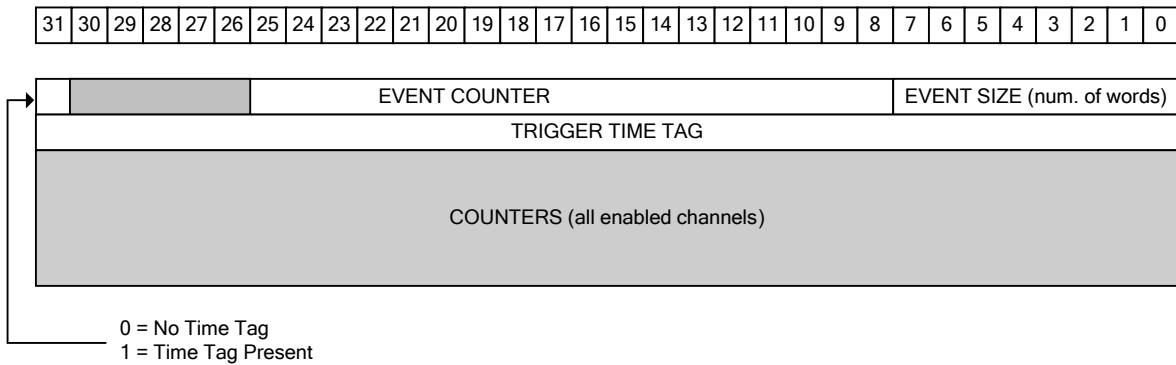 31 30 29 28 27 26 25 24 23 22 21 20 19 18 17 16 15 14 13 12 11 10 9 8 7 6 5 4 3 2 1 0
EVENT COUNTER EVENT SIZE (num. of words)
TRIGGER TIME TAG
COUNTERS (all enabled channels)
0 = No Time Tag
1 = Time Tag Present